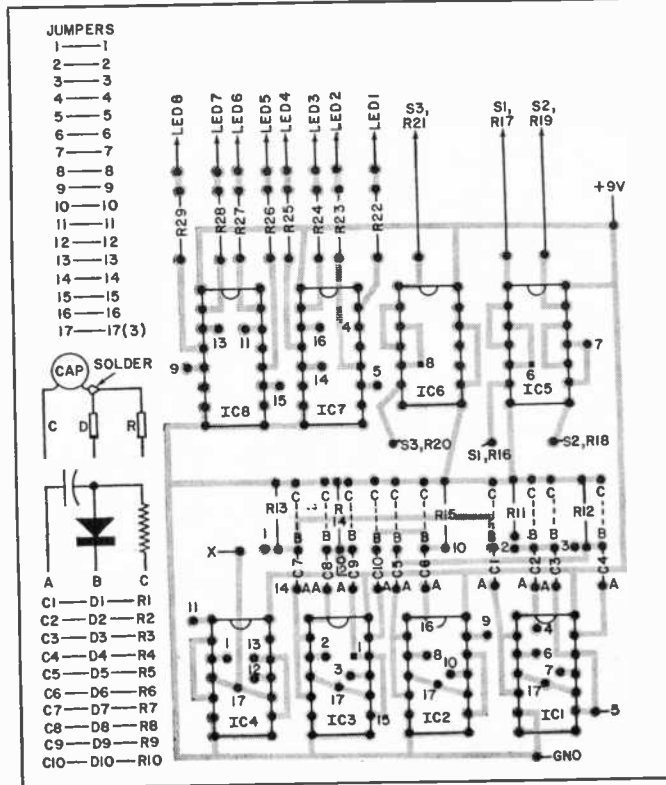 JUMPERS
1—1
2—2
3—3
4—4
5—5
6—6
7—7
8—8
9—9
10—10
11—11
12—12
13—13
14—14
15—15
16—16
17—17(3)
CAP
SOLDER
C D R
A B C
C1—D1—R1
C2—D2—R2
C3—D3—R3
C4—D4—R4
C5—D5—R5
C6—D6—R6
C7—D7—R7
C8—D8—R8
C9—D9—R9
C10—D10—R10
LED8 LED7 LED6 LED5 LED4 LED3 LED2 LED1
S3, R21
S1, R17
S2, R19
+9V
R29 R28 R27 R26 R25 R24 R23 R22
13 11 16 4
9 15 14 5 8 6 7
IC8 IC7 IC6 IC5
S3,R20 S1,R16 S2,R18
C C C C C C C C C C
R13 R14 R15 R11 R12
B B B B B B B B B B
X 1 10 2 3
C7 C8 C9 C10 C5 C6 C1 C2 C3 C4
14 A A A A A A A A A A
11 16 9 4
1 13 2 1 8 6
12 3 10 7
17 17 17 17
IC4 IC3 15 IC2 IC1 5
GND